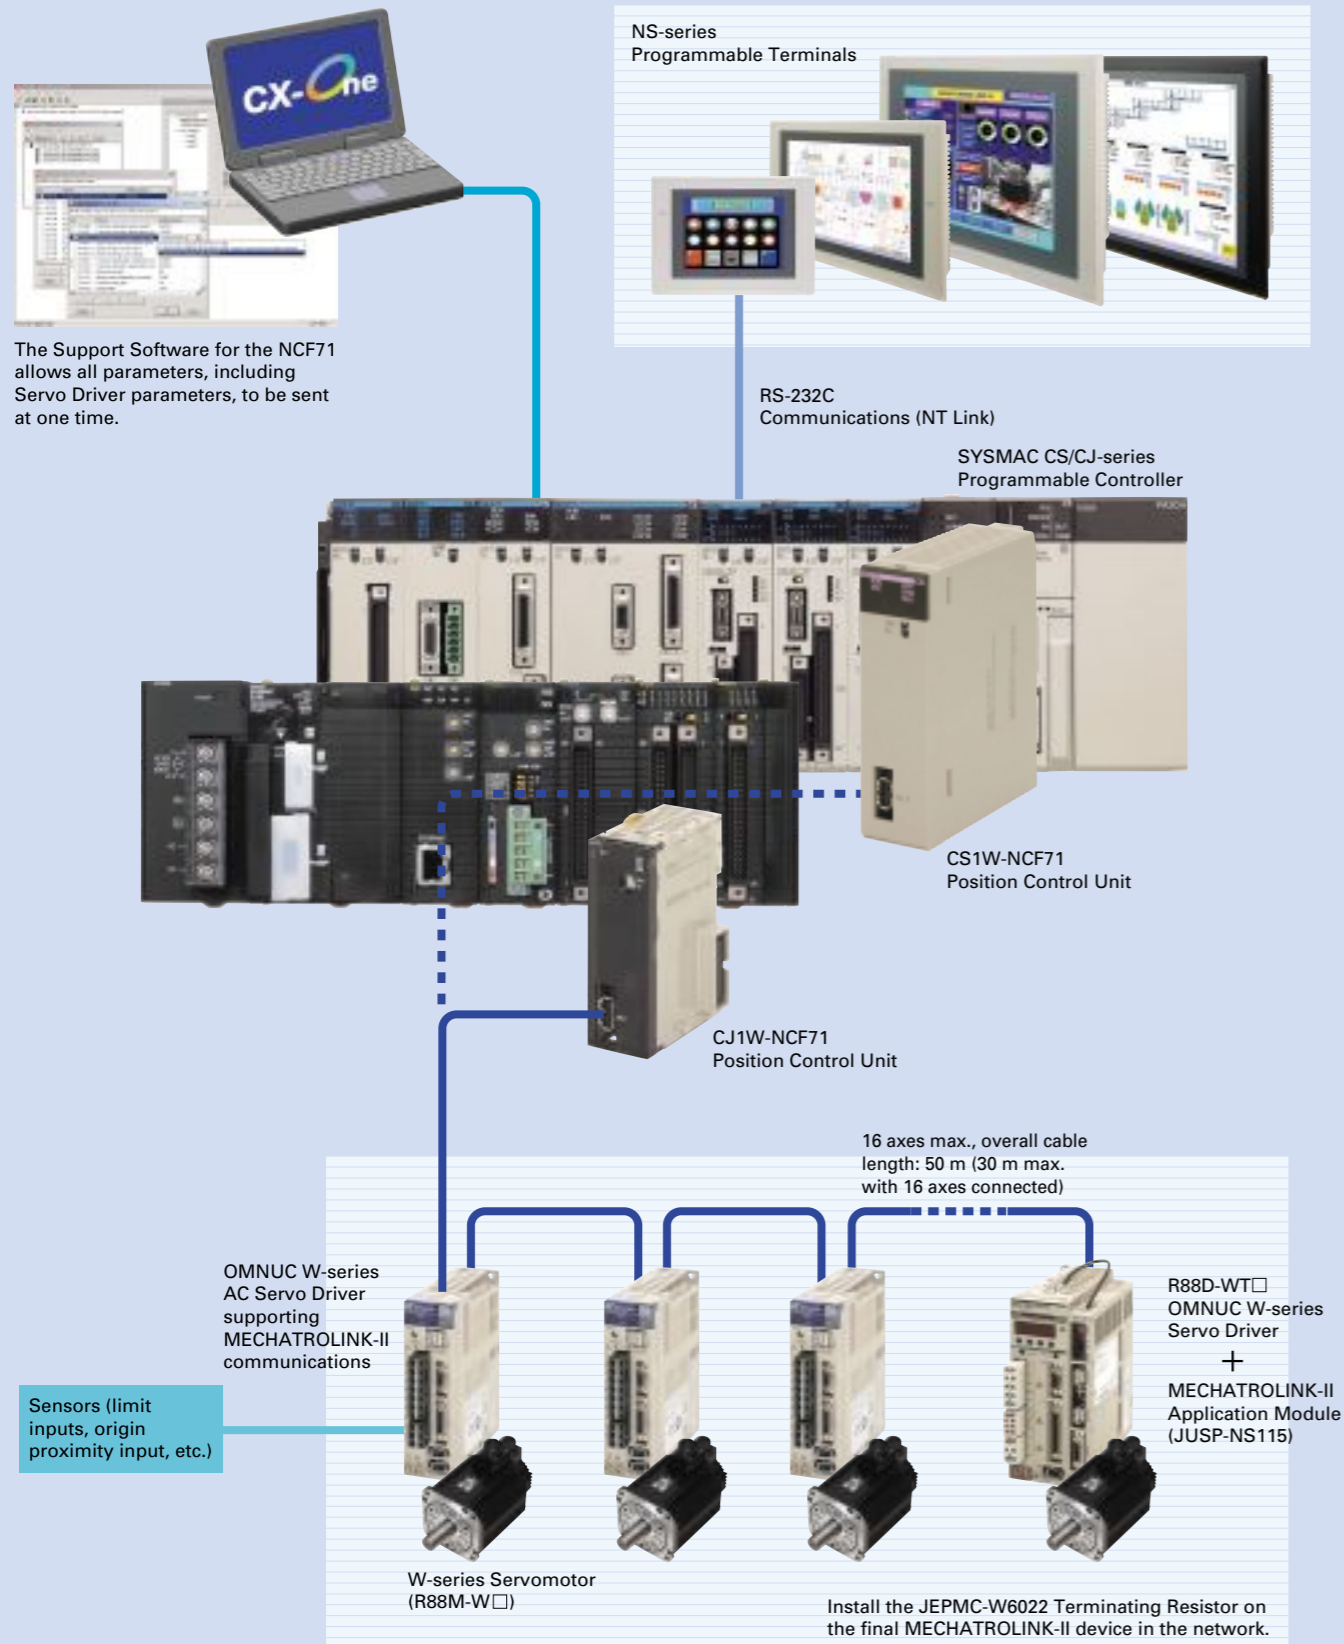 CX-One
NS-series
Programmable Terminals
The Support Software for the NCF71
allows all parameters, including
Servo Driver parameters, to be sent
at one time.
RS-232C
Communications (NT Link)
SYSMAC CS/CJ-series
Programmable Controller
CS1W-NCF71
Position Control Unit
CJ1W-NCF71
Position Control Unit
16 axes max., overall cable
length: 50 m (30 m max.
with 16 axes connected)
OMNUC W-series
AC Servo Driver
supporting
MECHATROLINK-II
communications
R88D-WT□
OMNUC W-series
Servo Driver
+
MECHATROLINK-II
Application Module
(JUSP-NS115)
Sensors (limit
inputs, origin
proximity input, etc.)
W-series Servomotor
(R88M-W□)
Install the JEPMC-W6022 Terminating Resistor on
the final MECHATROLINK-II device in the network.